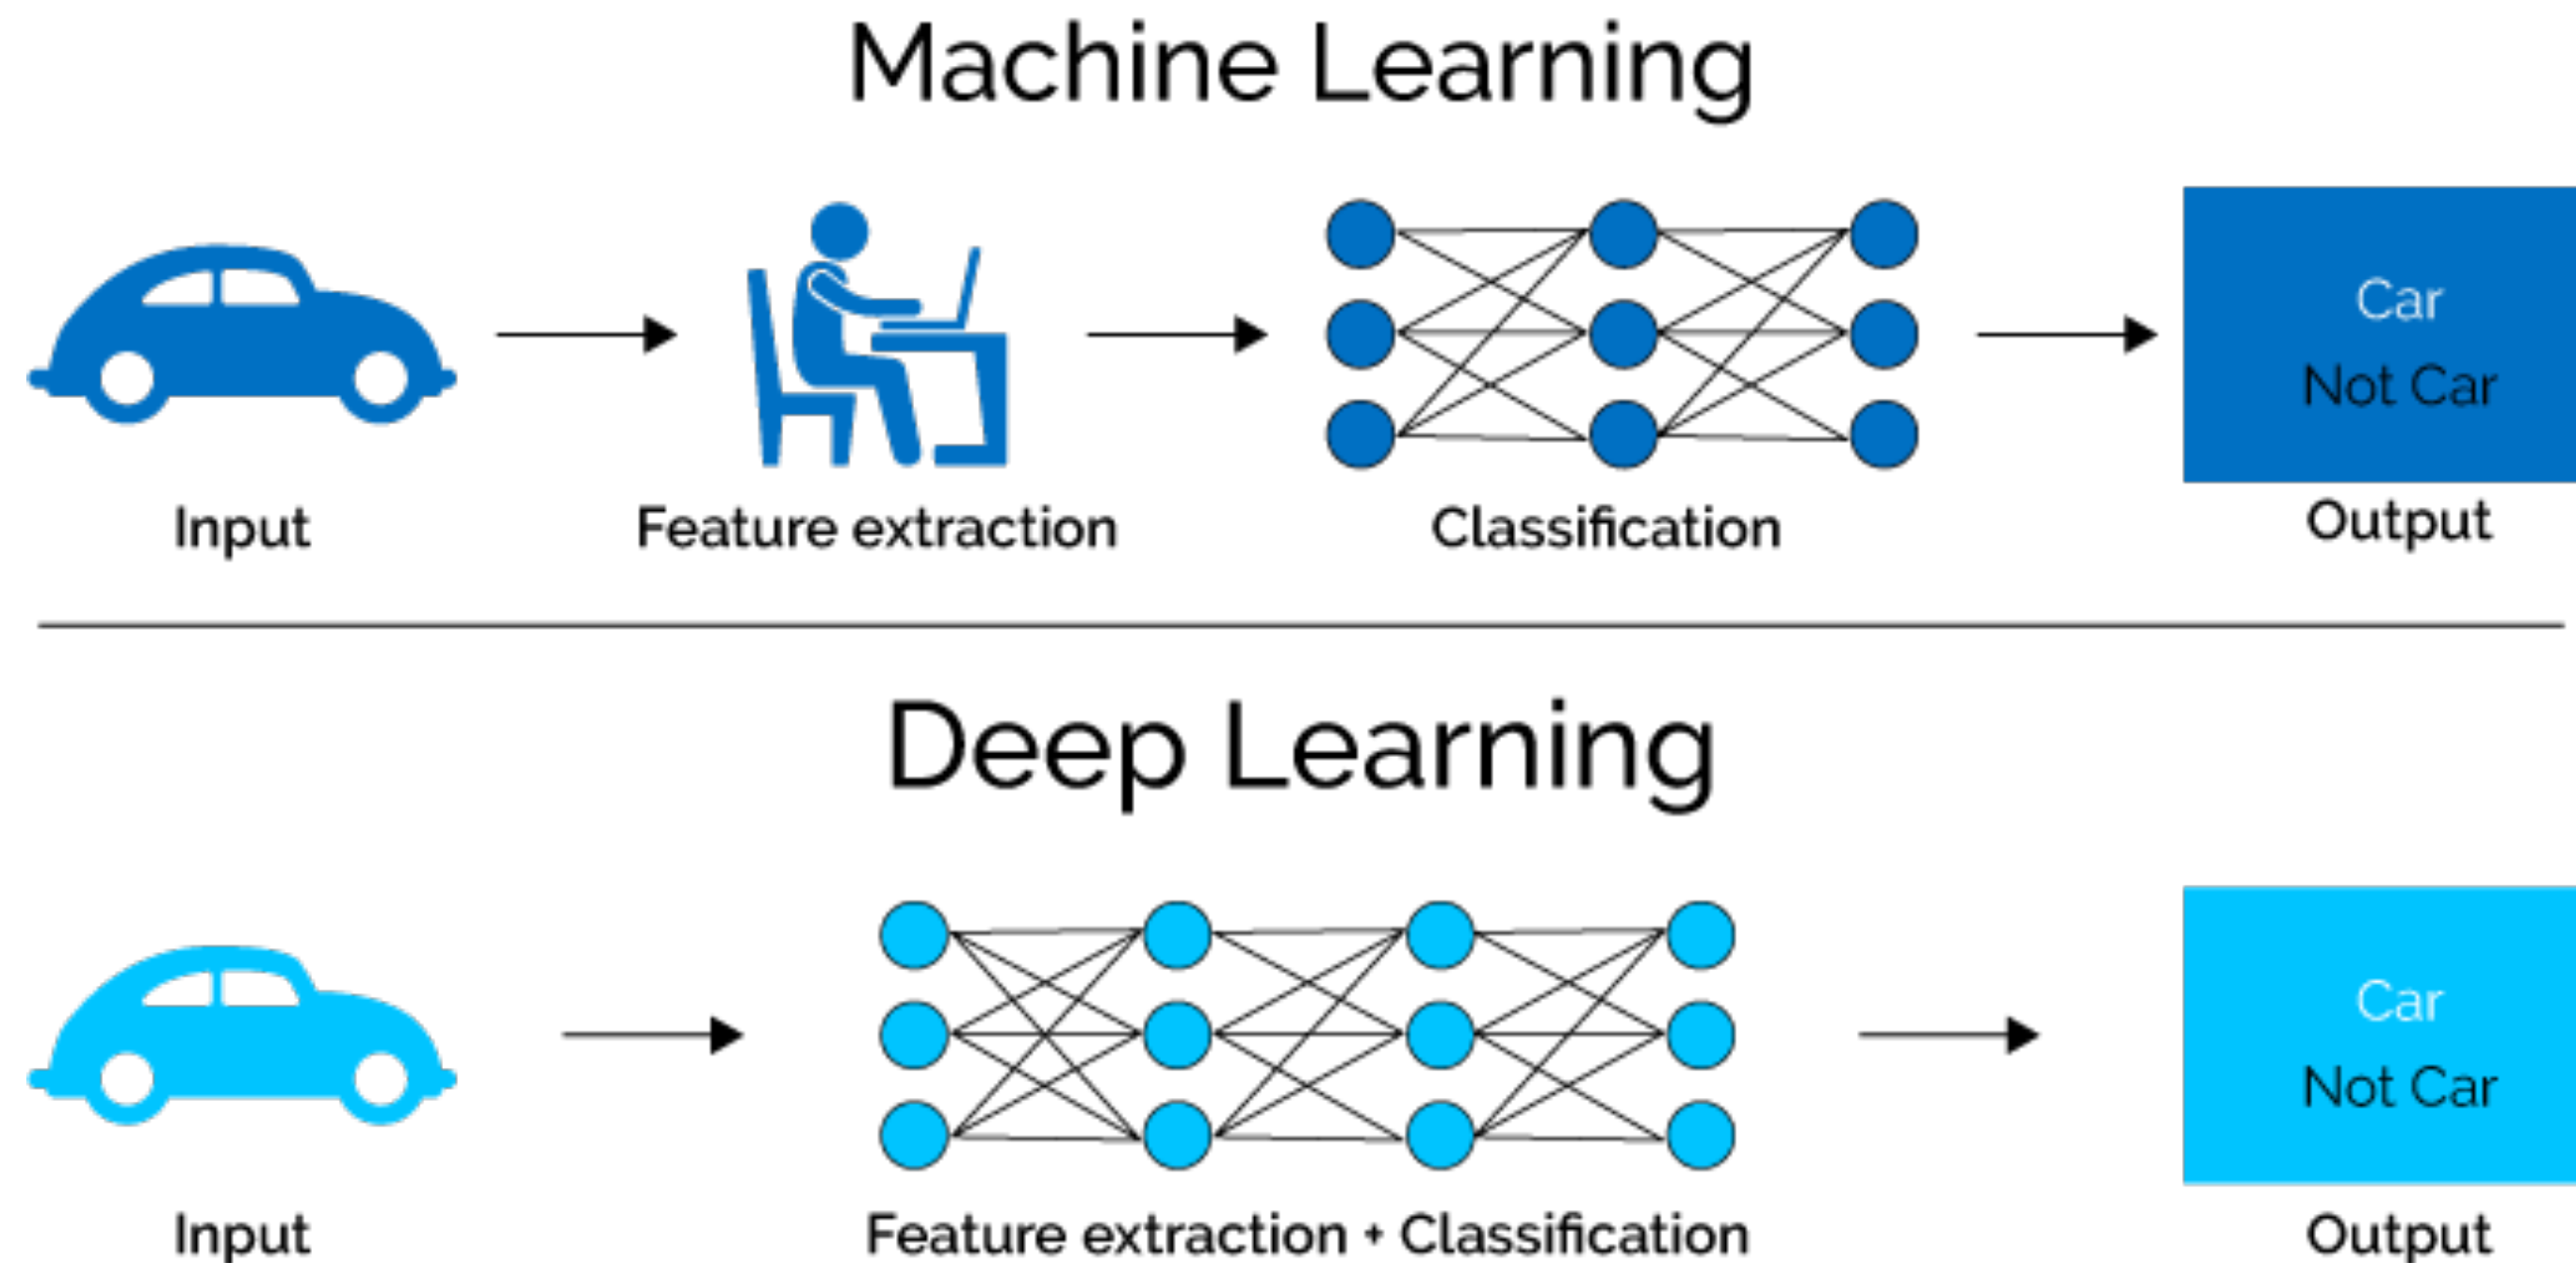 Machine Learning
Car
Not Car
Input
Feature extraction
Classification
Output
Deep Learning
Car
Not Car
Input
Feature extraction + Classification
Output